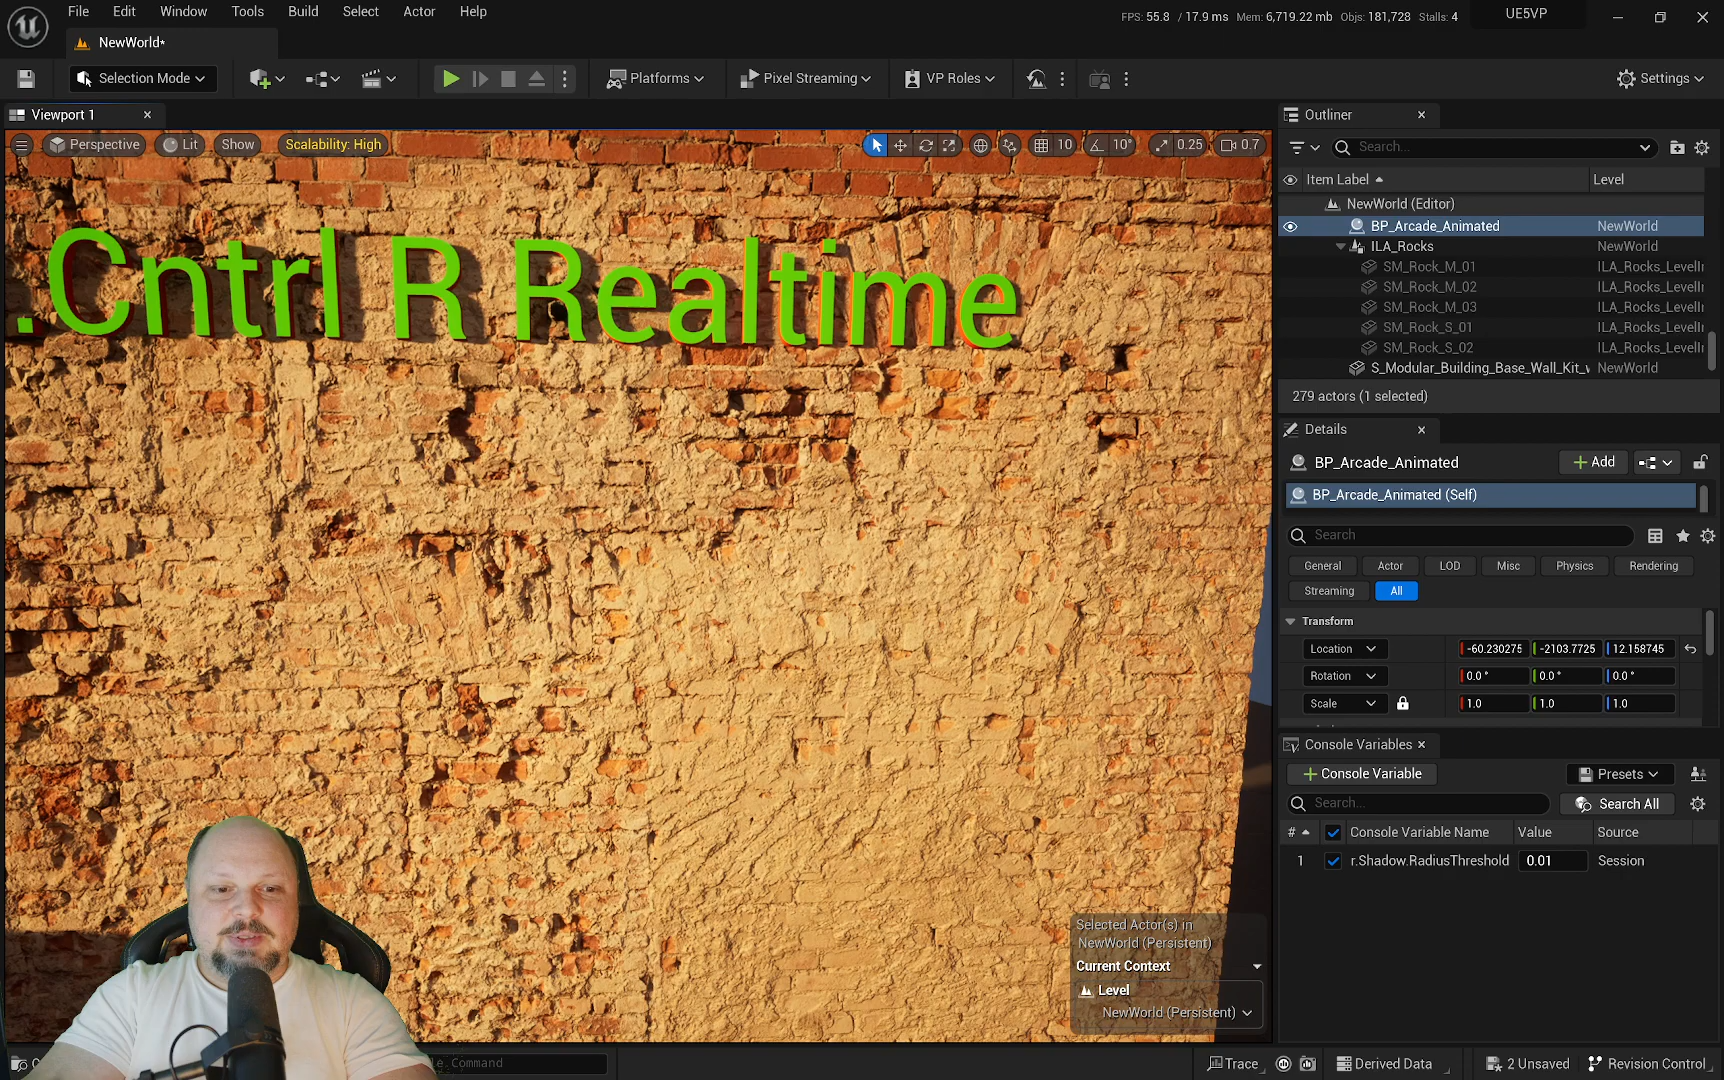 File Edit Window Tools Build Select Actor Help
FPS: 55.8 / 17.9 ms Mem: 6,719.22 mb Objs: 181,728 Stalls: 4
UE5VP
NewWorld*
Selection Mode
Platforms
Pixel Streaming
VP Roles
Settings
Viewport 1
Perspective Lit Show Scalability: High
10 10° 0.25 0.7
.Cntrl R Realtime
Selected Actor(s) in
NewWorld (Persistent)
Current Context
Level
NewWorld (Persistent)
Outliner
Search...
Item Label Level
NewWorld (Editor)
BP_Arcade_Animated NewWorld
ILA_Rocks NewWorld
SM_Rock_M_01 ILA_Rocks_LevelIn
SM_Rock_M_02 ILA_Rocks_LevelIn
SM_Rock_M_03 ILA_Rocks_LevelIn
SM_Rock_S_01 ILA_Rocks_LevelIn
SM_Rock_S_02 ILA_Rocks_LevelIn
S_Modular_Building_Base_Wall_Kit_v NewWorld
279 actors (1 selected)
Details
BP_Arcade_Animated
Add
BP_Arcade_Animated (Self)
Search
General Actor LOD Misc Physics Rendering
Streaming All
Transform
Location -60.230275 -2103.7725 12.158745
Rotation 0.0° 0.0° 0.0°
Scale 1.0 1.0 1.0
Console Variables
Console Variable
Presets
Search...
Search All
# Console Variable Name Value Source
1 r.Shadow.RadiusThreshold 0.01 Session
Command
Trace
Derived Data
2 Unsaved
Revision Control